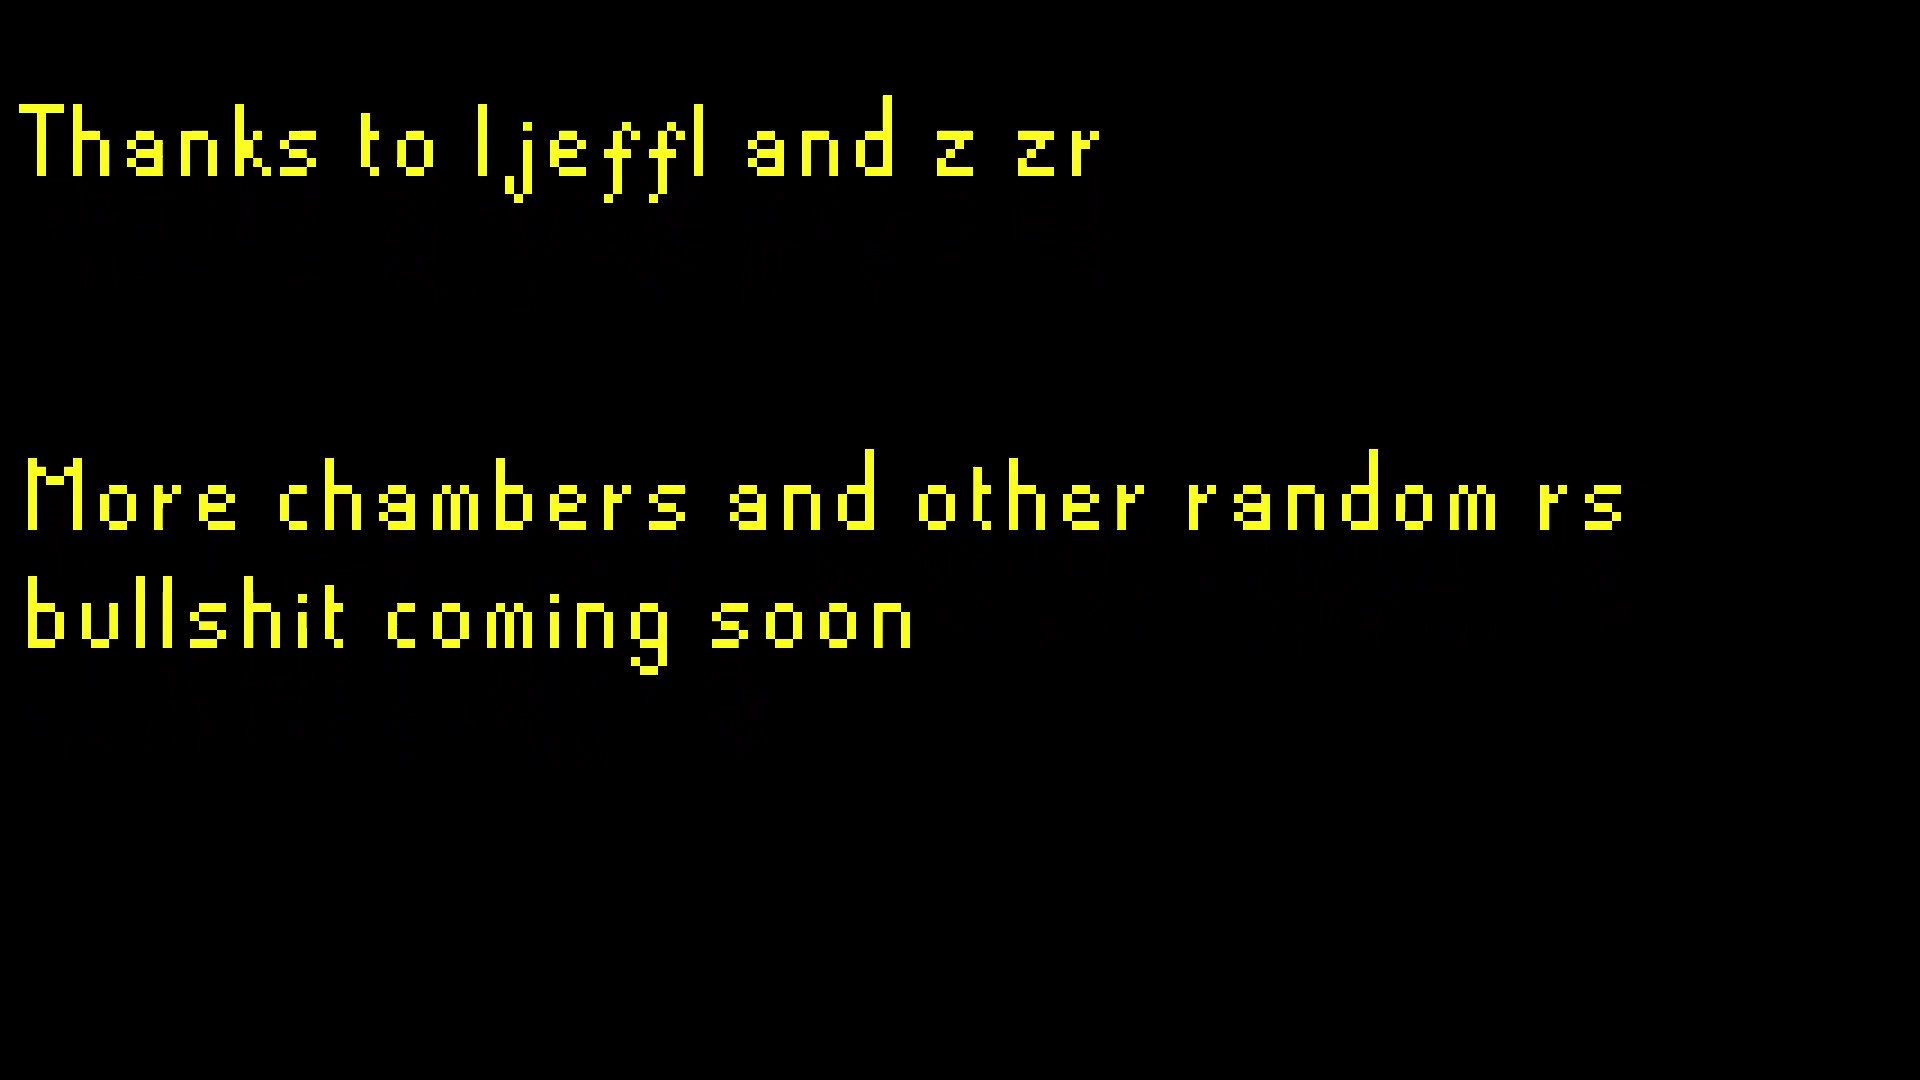 Thanks to ljeffl and z zr
More chambers and other random rs
bullshit coming soon